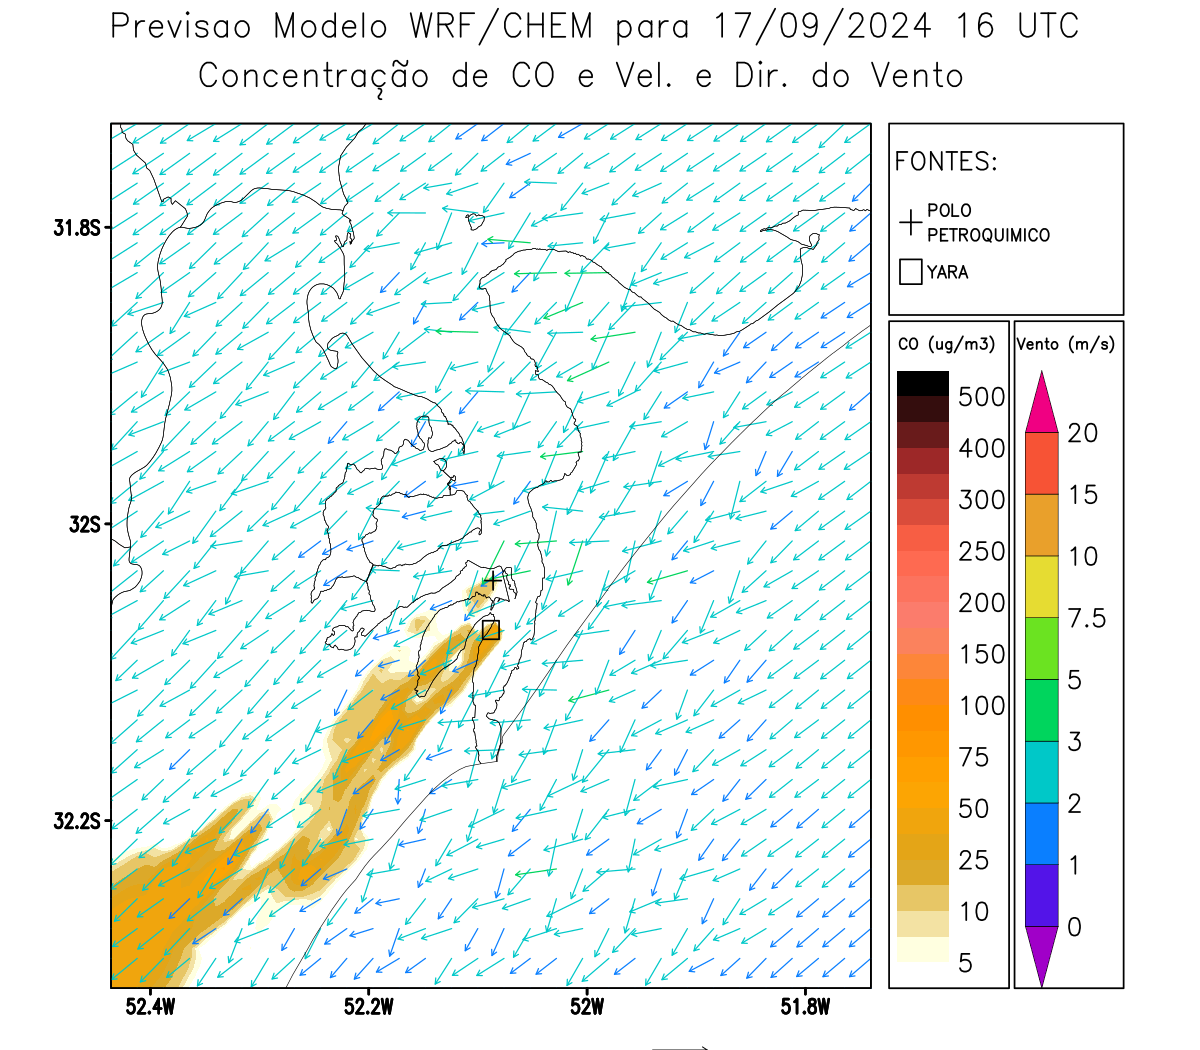 Previsao Modelo WRF/CHEM para 17/09/2024 16 UTC
Concentração de CO e Vel. e Dir. do Vento
FONTES:
POLO
PETROQUIMICO
YARA
31.8S
32S
32.2S
52.4W
52.2W
52W
51.8W
CO (ug/m3)
500
400
300
250
200
150
100
75
50
25
10
5
Vento (m/s)
20
15
10
7.5
5
3
2
1
0